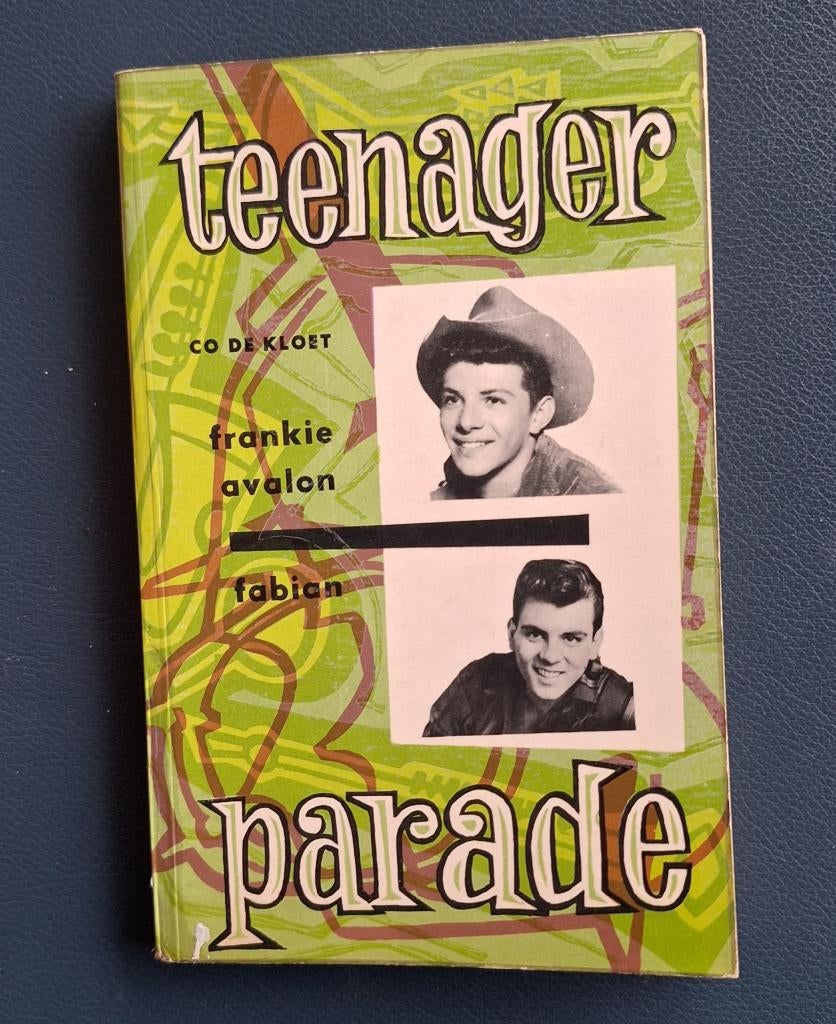 teenager
CO DE KLOET
frankie
avalon
fabian
parade